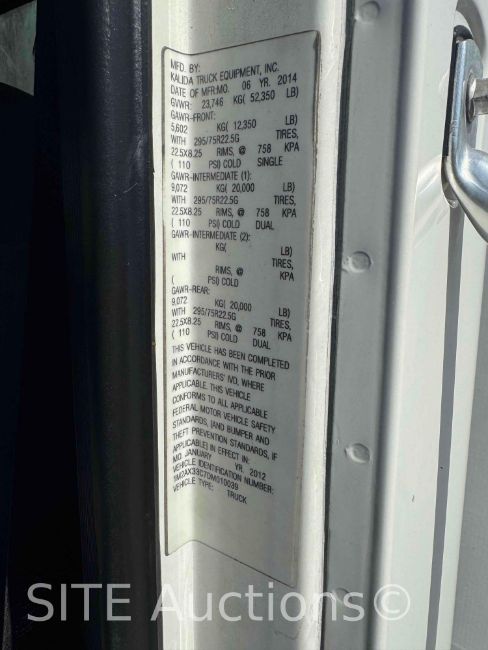 MFD. BY:
KALIDA TRUCK EQUIPMENT, INC.
DATE OF MFR:MO. 06 YR. 2014
GVWR: 23,746 KG( 52,350 LB)
GAWR-FRONT:
5,602 KG( 12,350 LB)
WITH 295/75R22.5G TIRES,
22.5X8.25 RIMS, @ 758 KPA
( 110 PSI) COLD SINGLE
GAWR-INTERMEDIATE (1):
9,072 KG( 20,000 LB)
WITH 295/75R22.5G TIRES,
22.5X8.25 RIMS, @ 758 KPA
( 110 PSI) COLD DUAL
GAWR-INTERMEDIATE (2):
KG( LB)
WITH TIRES,
RIMS, @ KPA
( PSI) COLD
GAWR-REAR:
9,072 KG( 20,000 LB)
WITH 295/75R22.5G TIRES,
22.5X8.25 RIMS, @ 758 KPA
( 110 PSI) COLD DUAL
THIS VEHICLE HAS BEEN COMPLETED
IN ACCORDANCE WITH THE PRIOR
MANUFACTURERS' IVD. WHERE
APPLICABLE. THIS VEHICLE
CONFORMS TO ALL APPLICABLE
FEDERAL MOTOR VEHICLE SAFETY
STANDARDS, (AND BUMPER AND
THEFT PREVENTION STANDARDS, IF
APPLICABLE) IN EFFECT IN:
MO. JANUARY YR. 2012
VEHICLE IDENTIFICATION NUMBER:
1M2AX33C7DM010039
VEHICLE TYPE: TRUCK
SITE Auctions©